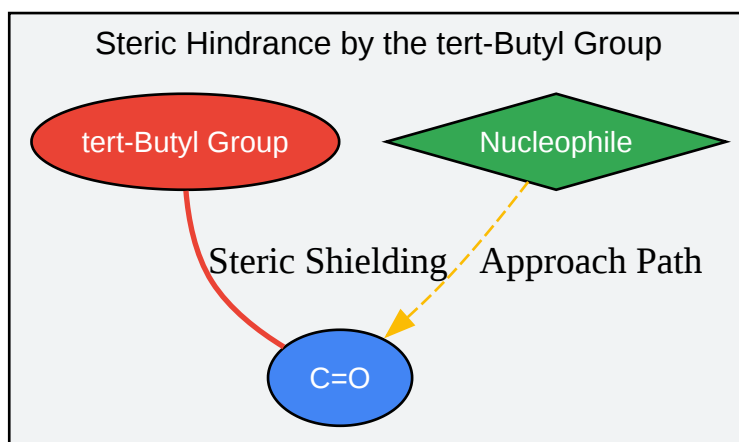 Steric Hindrance by the tert-Butyl Group
tert-Butyl Group
Nucleophile
Steric Shielding
Approach Path
C=O